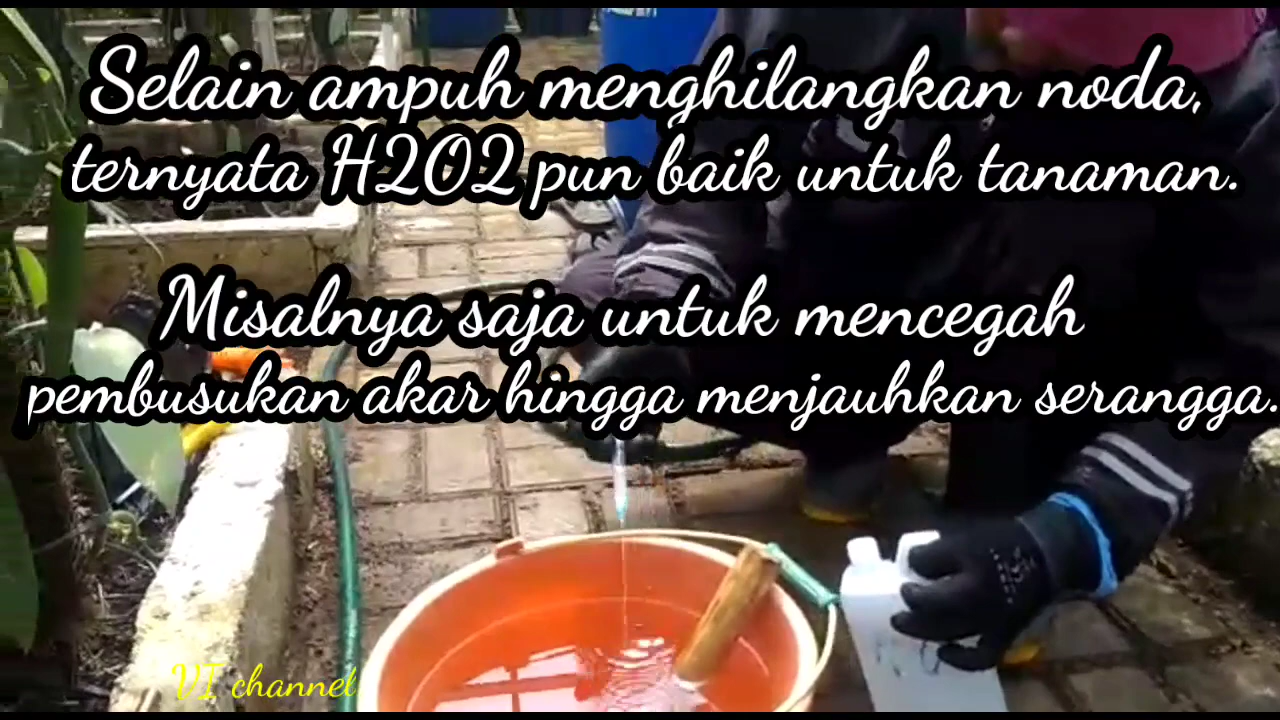 Selain ampuh menghilangkan noda,
ternyata H2O2 pun baik untuk tanaman.
Misalnya saja untuk mencegah
pembusukan akar hingga menjauhkan serangga.
VI channel